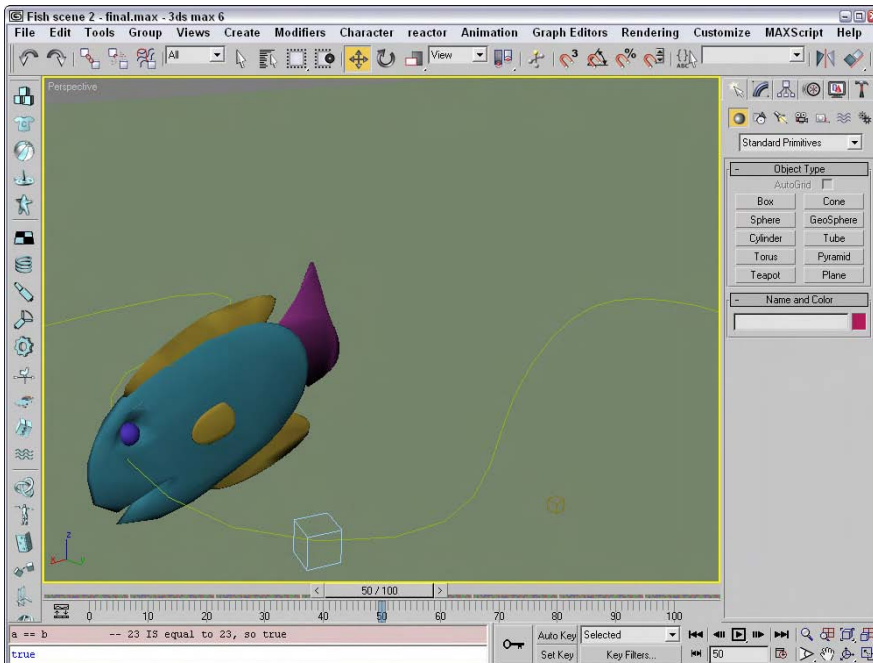 Fish scene 2 - final.max - 3ds max 6
File Edit Tools Group Views Create Modifiers Character reactor Animation Graph Editors Rendering Customize MAXScript Help
All
View
Perspective
Standard Primitives
- Object Type
AutoGrid
Box Cone
Sphere GeoSphere
Cylinder Tube
Torus Pyramid
Teapot Plane
- Name and Color
z
x y
< 50 / 100 >
0 10 20 30 40 50 60 70 80 90 100
a == b -- 23 IS equal to 23, so true
true
Auto Key Selected
Set Key Key Filters...
50